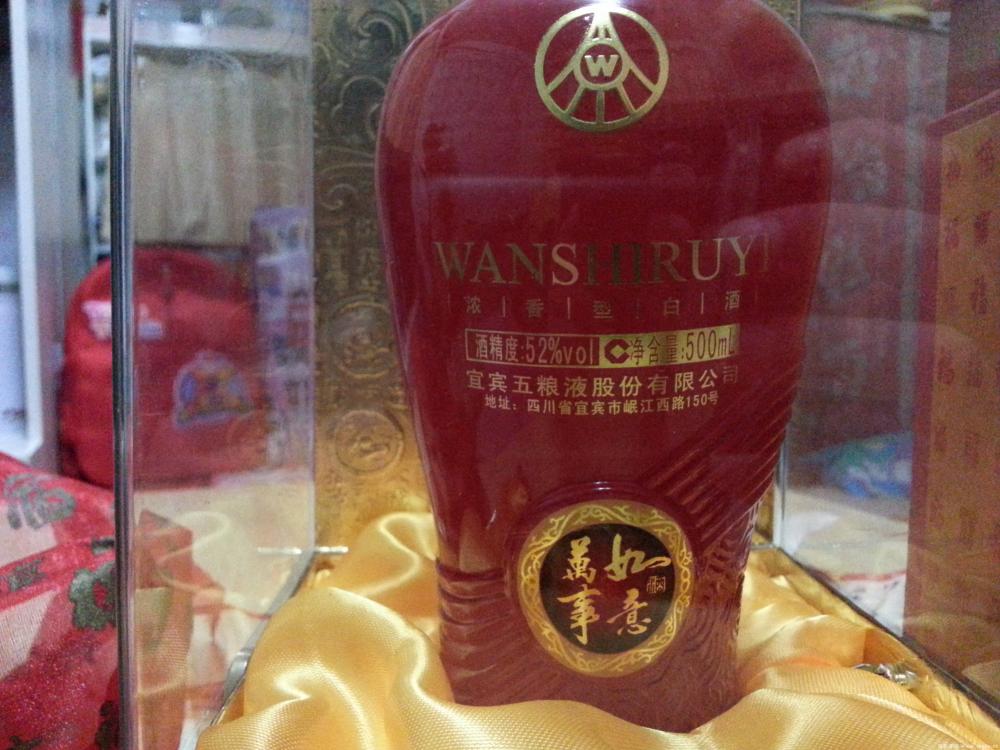 W
WANSHIRUYI
浓|香|型|白|酒
酒精度:52%vol 净含量:500mL
宜宾五粮液股份有限公司
地址：四川省宜宾市岷江西路150号
萬事
如意